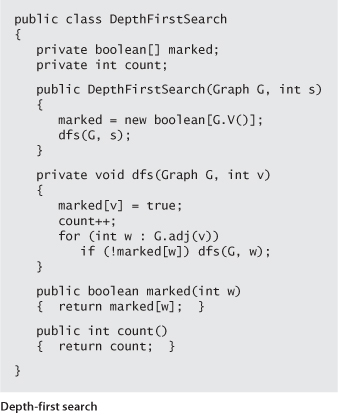 public class DepthFirstSearch
{
private boolean[] marked;
private int count;
public DepthFirstSearch(Graph G, int s)
{
marked = new boolean[G.V()];
dfs(G, s);
}
private void dfs(Graph G, int v)
{
marked[v] = true;
count++;
for (int w : G.adj(v))
if (!marked[w]) dfs(G, w);
}
public boolean marked(int w)
{ return marked[w]; }
public int count()
{ return count; }
}
Depth-first search